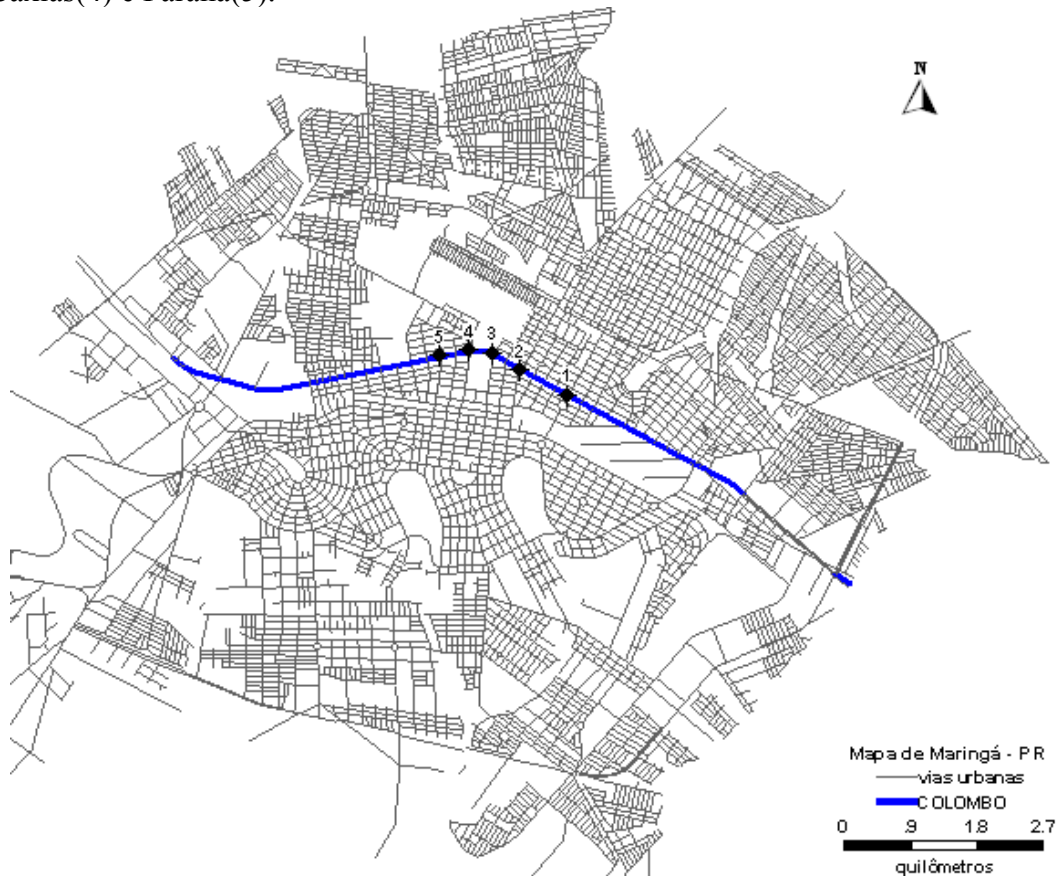 Caxias(4) e Paraná(5).
N
5 4 3
2
1
Mapa de Maringá - PR
vias urbanas
COLOMBO
0 .9 1.8 2.7
quilômetros